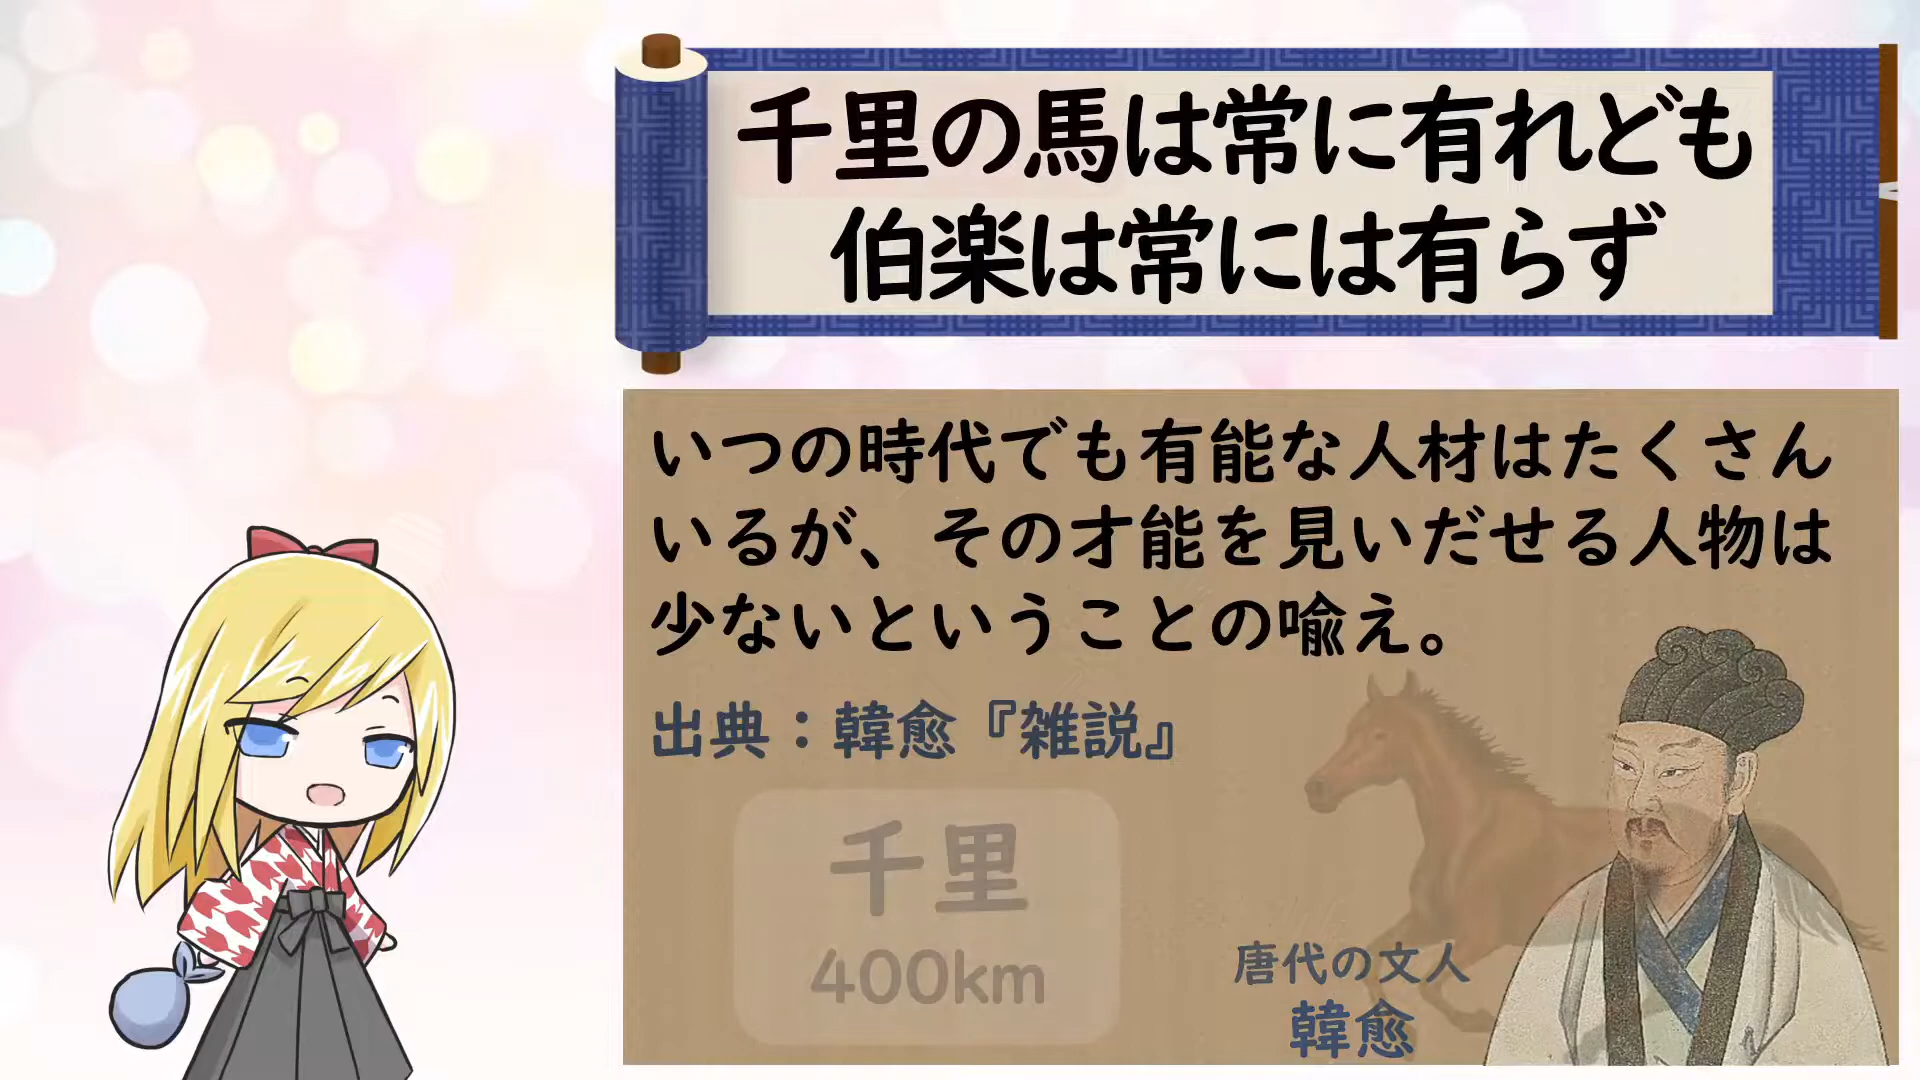 千里の馬は常に有れども
伯楽は常には有らず
いつの時代でも有能な人材はたくさん
いるが、その才能を見いだせる人物は
少ないということの喩え。
出典：韓愈『雑説』
千里
400km
唐代の文人
韓愈